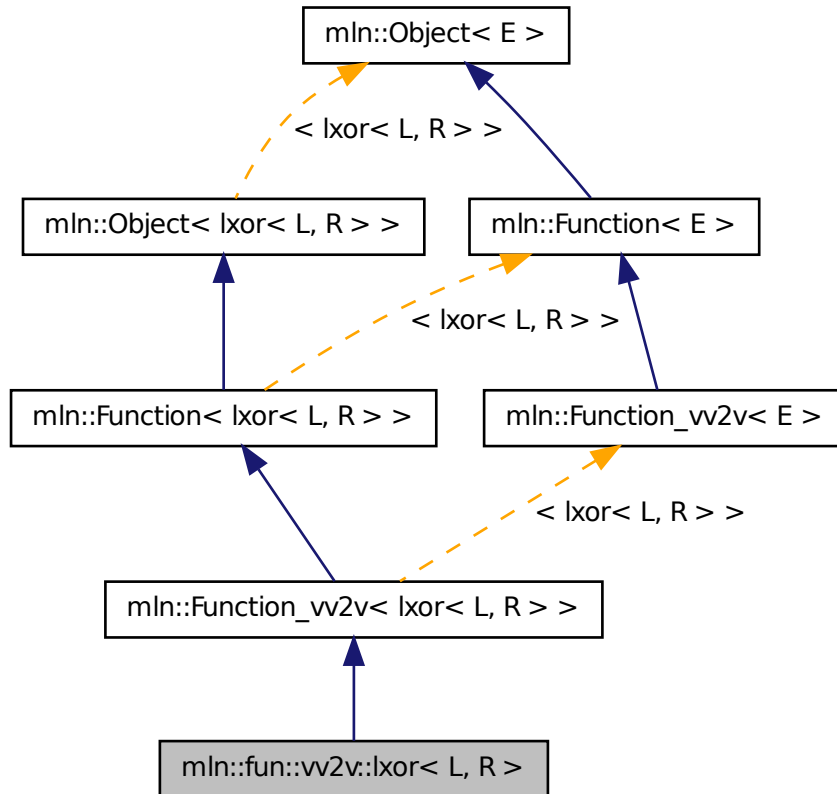 mln::Object< E >
< lxor< L, R > >
mln::Object< lxor< L, R > >
mln::Function< E >
< lxor< L, R > >
mln::Function< lxor< L, R > >
mln::Function_vv2v< E >
< lxor< L, R > >
mln::Function_vv2v< lxor< L, R > >
mln::fun::vv2v::lxor< L, R >